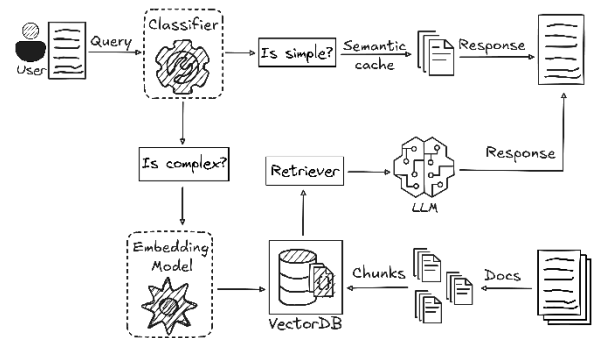 Classifier
Query
User
Is simple?
Semantic
cache
Response
Is complex?
Retriever
LLM
Response
Embedding
Model
VectorDB
Chunks
Docs